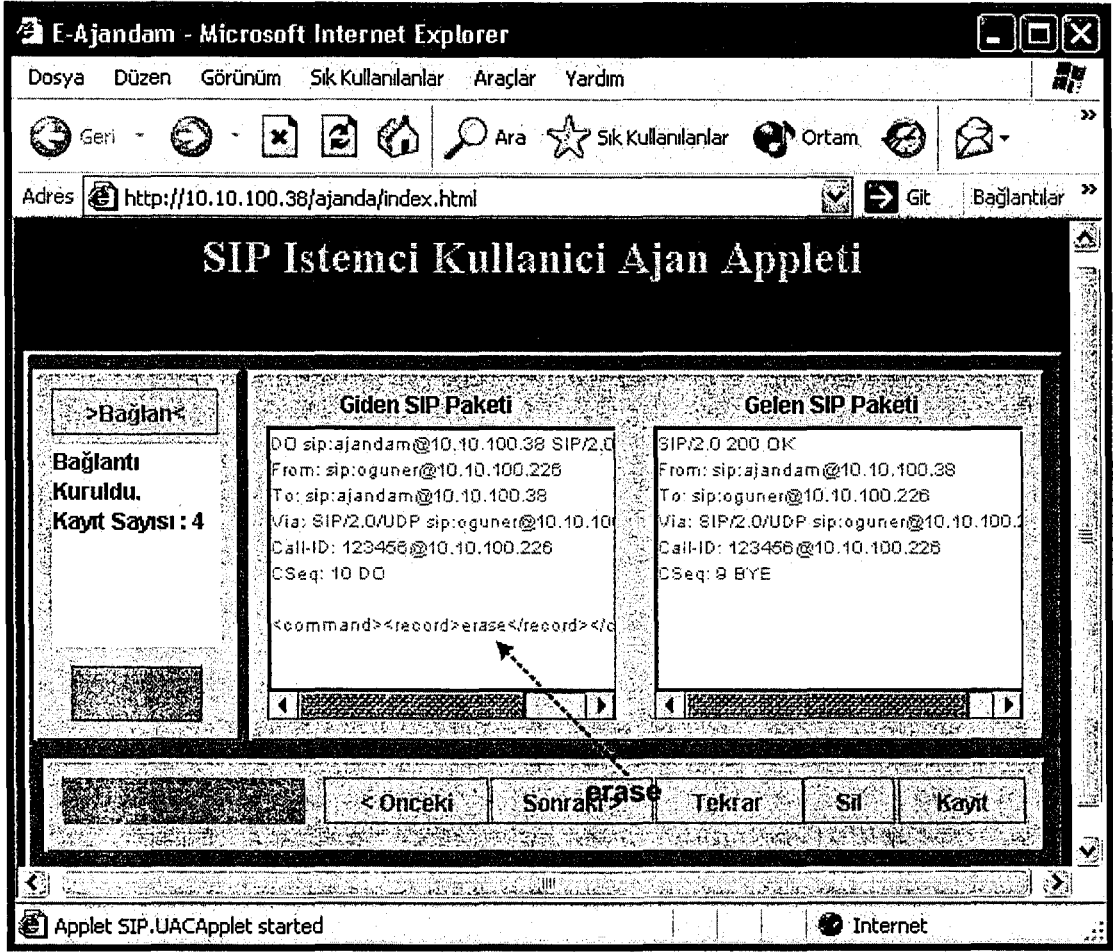 E-Ajandam - Microsoft Internet Explorer
Dosya Düzen Görünüm Sık Kullanılanlar Araçlar Yardım
Geri Ara Sık Kullanılanlar Ortam »
Adres http://10.10.100.38/ajanda/index.html Git Bağlantılar »
SIP Istemci Kullanici Ajan Appleti
>Bağlan<
Bağlantı
Kuruldu.
Kayıt Sayısı : 4
Giden SIP Paketi
DO sip:ajandam@10.10.100.38 SIP/2.0
From: sip:oguner@10.10.100.226
To: sip:ajandam@10.10.100.38
Via: SIP/2.0/UDP sip:oguner@10.10.10
Call-ID: 123456@10.10.100.226
CSeq: 10 DO
<command><record>erase</record></c
Gelen SIP Paketi
SIP/2.0 200 OK
From: sip:ajandam@10.10.100.38
To: sip:oguner@10.10.100.226
Via: SIP/2.0/UDP sip:oguner@10.10.100.2
Call-ID: 123456@10.10.100.226
CSeq: 9 BYE
erase
< Onceki Sonraki > Tekrar Sil Kayit
Applet SIP.UACApplet started Internet